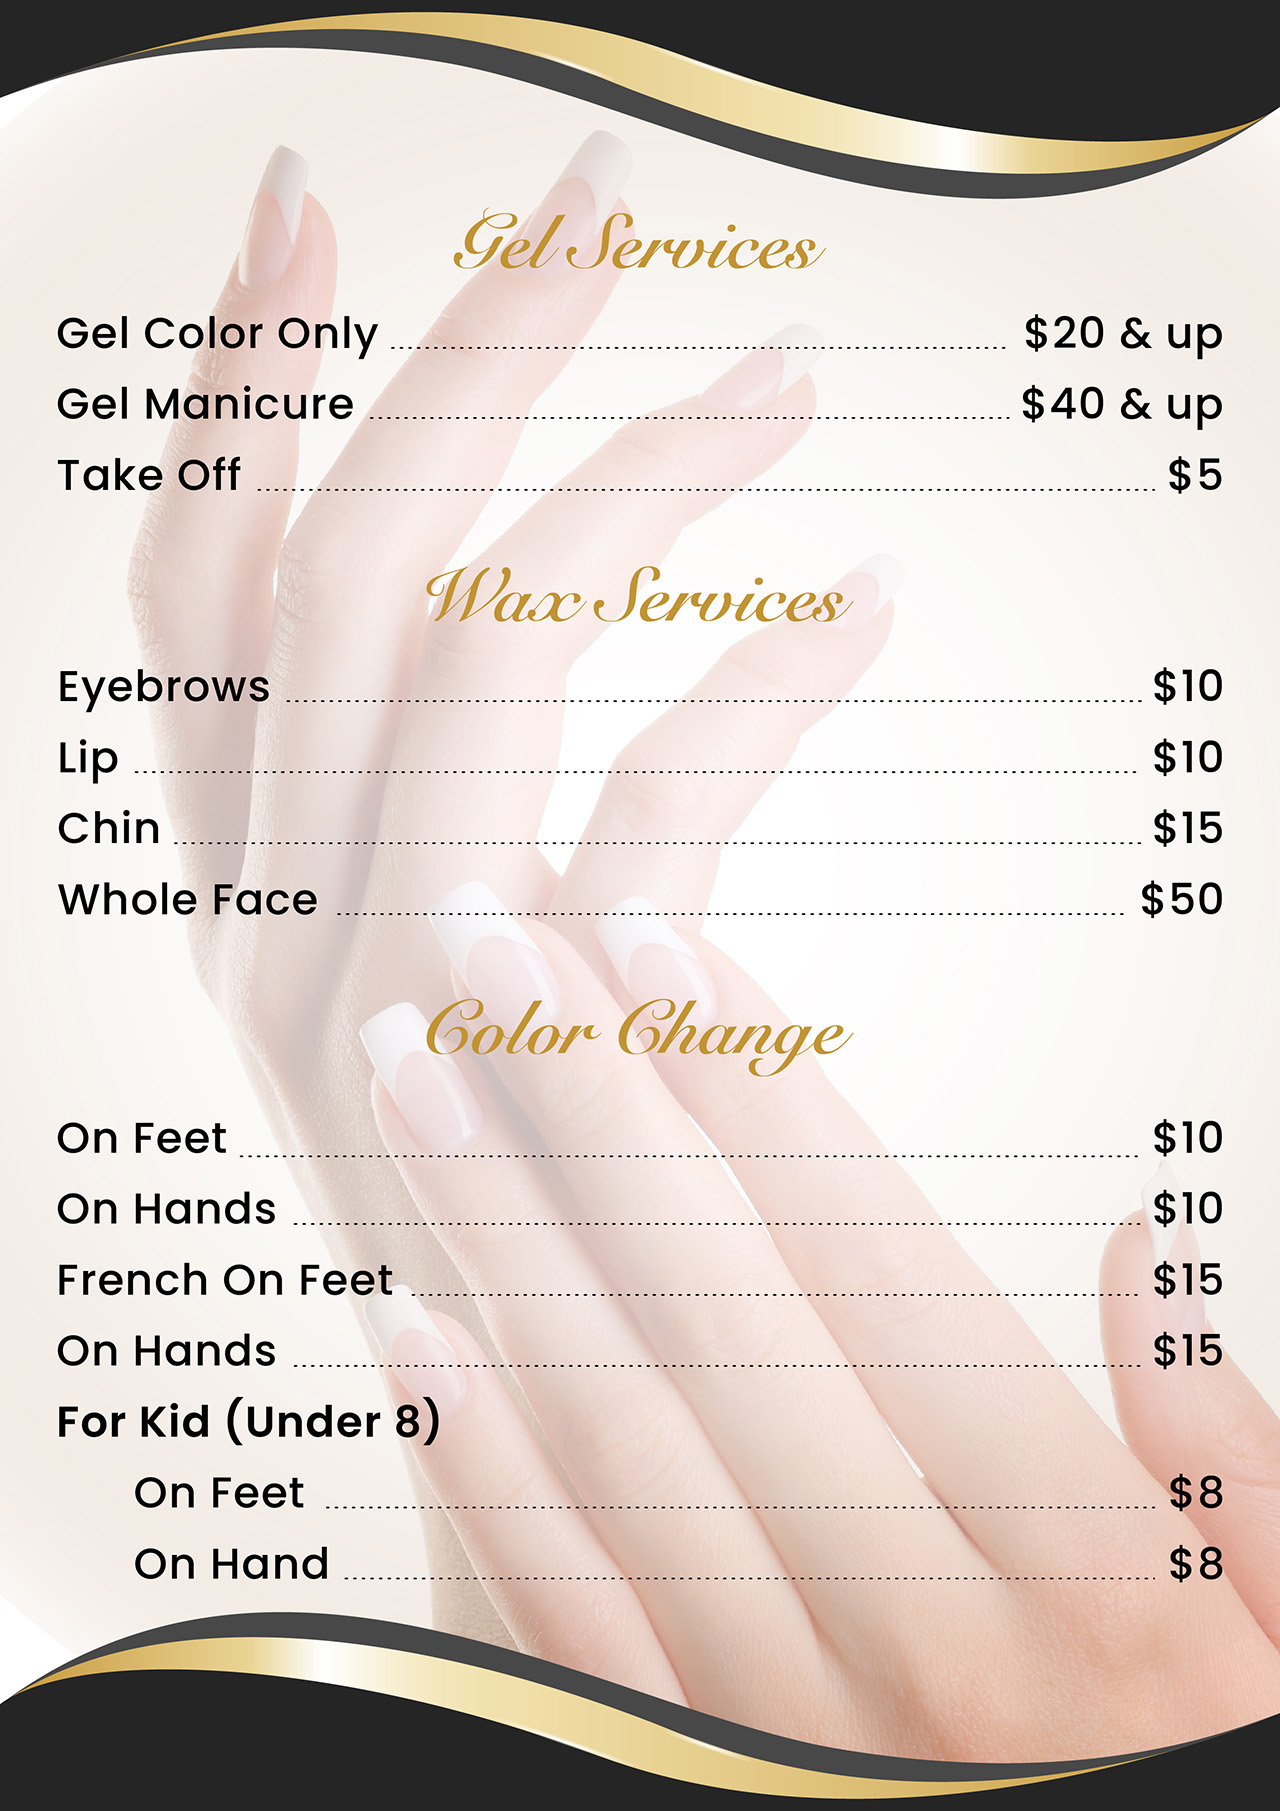 Gel Services
Gel Color Only $20 & up
Gel Manicure $40 & up
Take Off $5
Wax Services
Eyebrows $10
Lip $10
Chin $15
Whole Face $50
Color Change
On Feet $10
On Hands $10
French On Feet $15
On Hands $15
For Kid (Under 8)
On Feet $8
On Hand $8